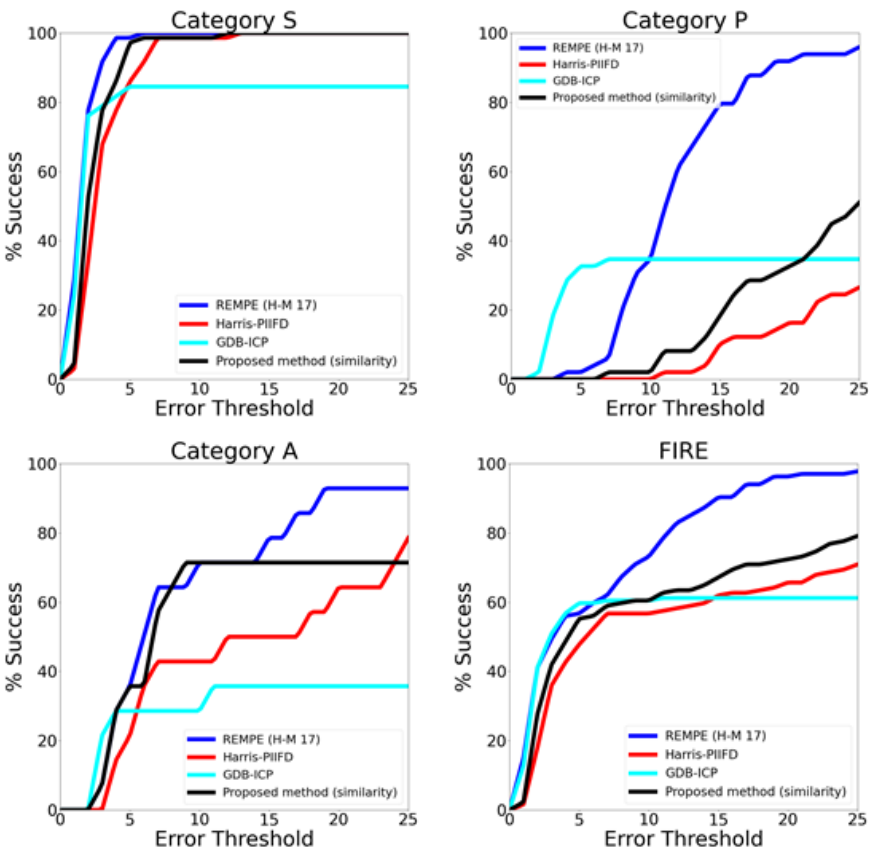 Category S
% Success
100
80
60
40
20
0
REMPE (H-M 17)
Harris-PIIFD
GDB-ICP
Proposed method (similarity)
0 5 10 15 20 25
Error Threshold
Category P
% Success
100
80
60
40
20
0
REMPE (H-M 17)
Harris-PIIFD
GDB-ICP
Proposed method (similarity)
0 5 10 15 20 25
Error Threshold
Category A
% Success
100
80
60
40
20
0
REMPE (H-M 17)
Harris-PIIFD
GDB-ICP
Proposed method (similarity)
0 5 10 15 20 25
Error Threshold
FIRE
% Success
100
80
60
40
20
0
REMPE (H-M 17)
Harris-PIIFD
GDB-ICP
Proposed method (similarity)
0 5 10 15 20 25
Error Threshold